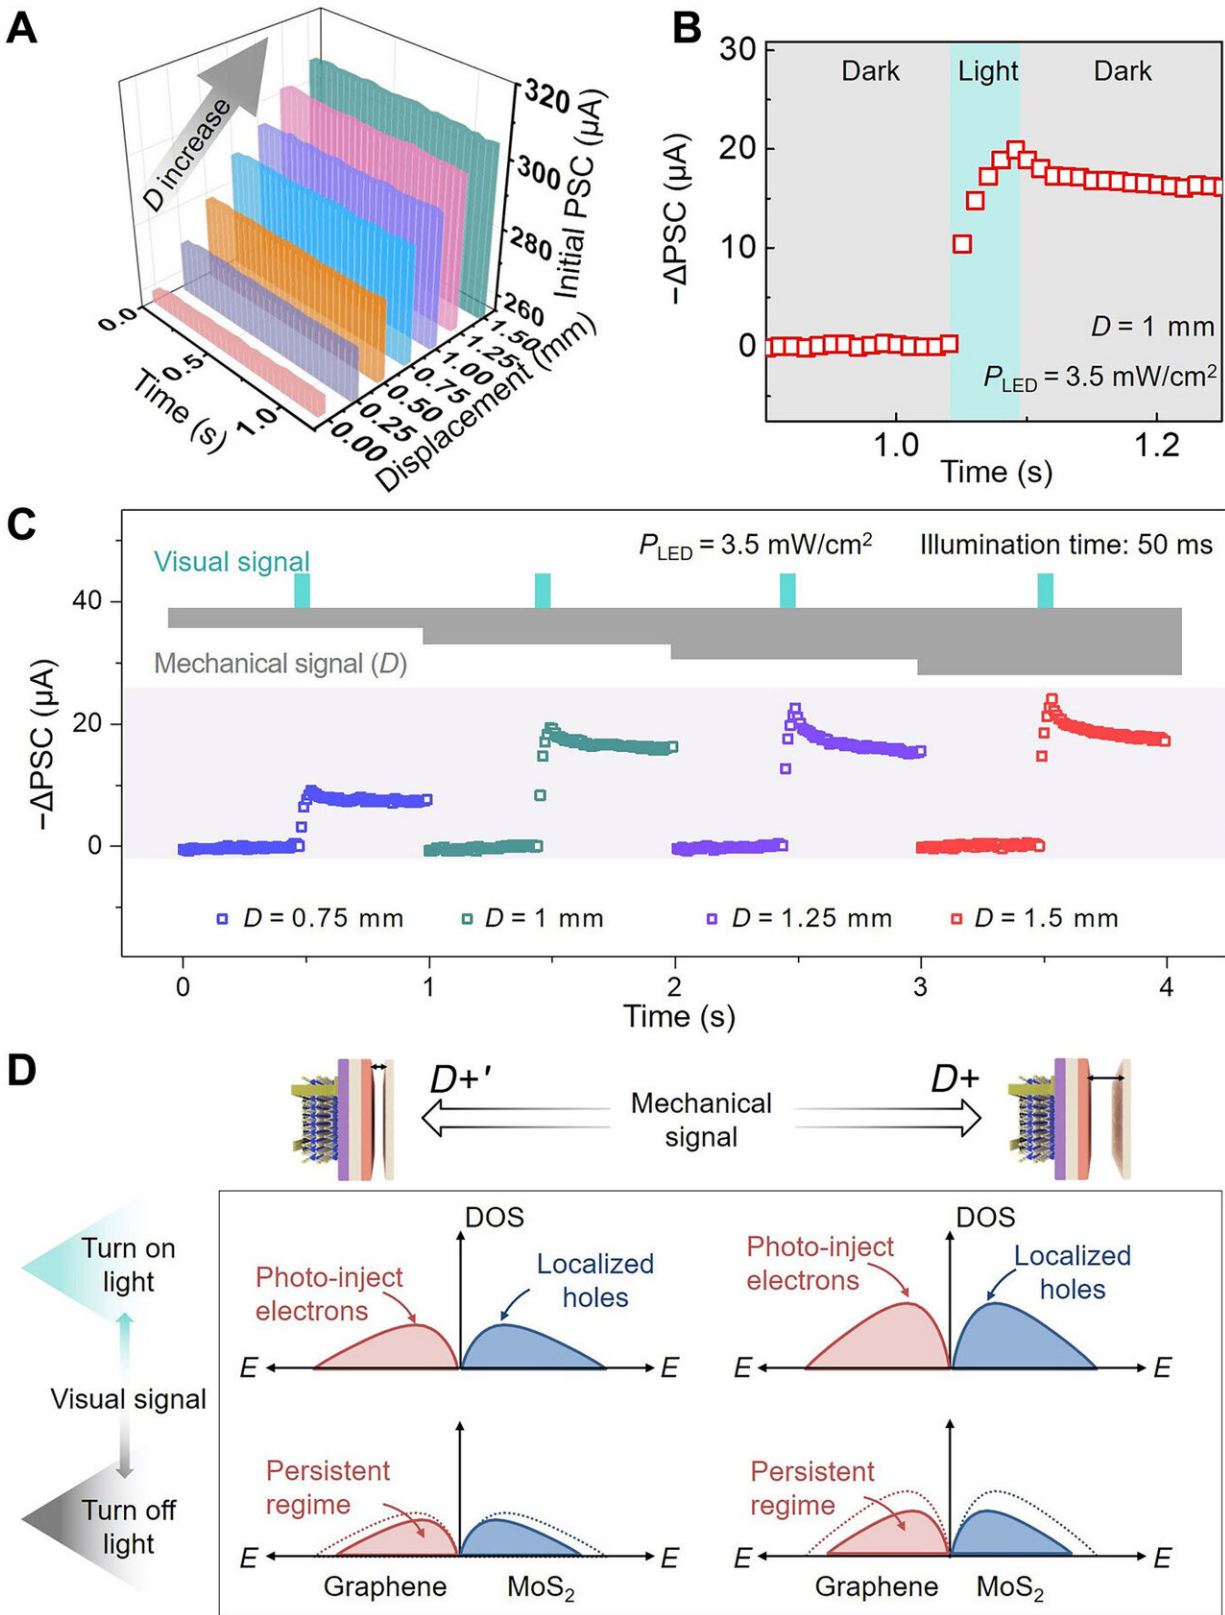 A
D increase
320
300
280
260
Initial PSC (μA)
0.0
0.5
1.0
Time (s)
0.00
0.25
0.50
0.75
1.00
1.25
1.50
Displacement (mm)
B
30
20
10
0
−ΔPSC (μA)
Dark
Light
Dark
D = 1 mm
P_LED = 3.5 mW/cm²
1.0
1.2
Time (s)
C
P_LED = 3.5 mW/cm²
Illumination time: 50 ms
Visual signal
Mechanical signal (D)
40
20
0
−ΔPSC (μA)
D = 0.75 mm
D = 1 mm
D = 1.25 mm
D = 1.5 mm
0
1
2
3
4
Time (s)
D
D+′
Mechanical
signal
D+
Turn on
light
Visual signal
Turn off
light
DOS
Photo-inject
electrons
Localized
holes
E
E
DOS
Photo-inject
electrons
Localized
holes
E
E
Persistent
regime
E
E
Graphene
MoS₂
Persistent
regime
E
E
Graphene
MoS₂